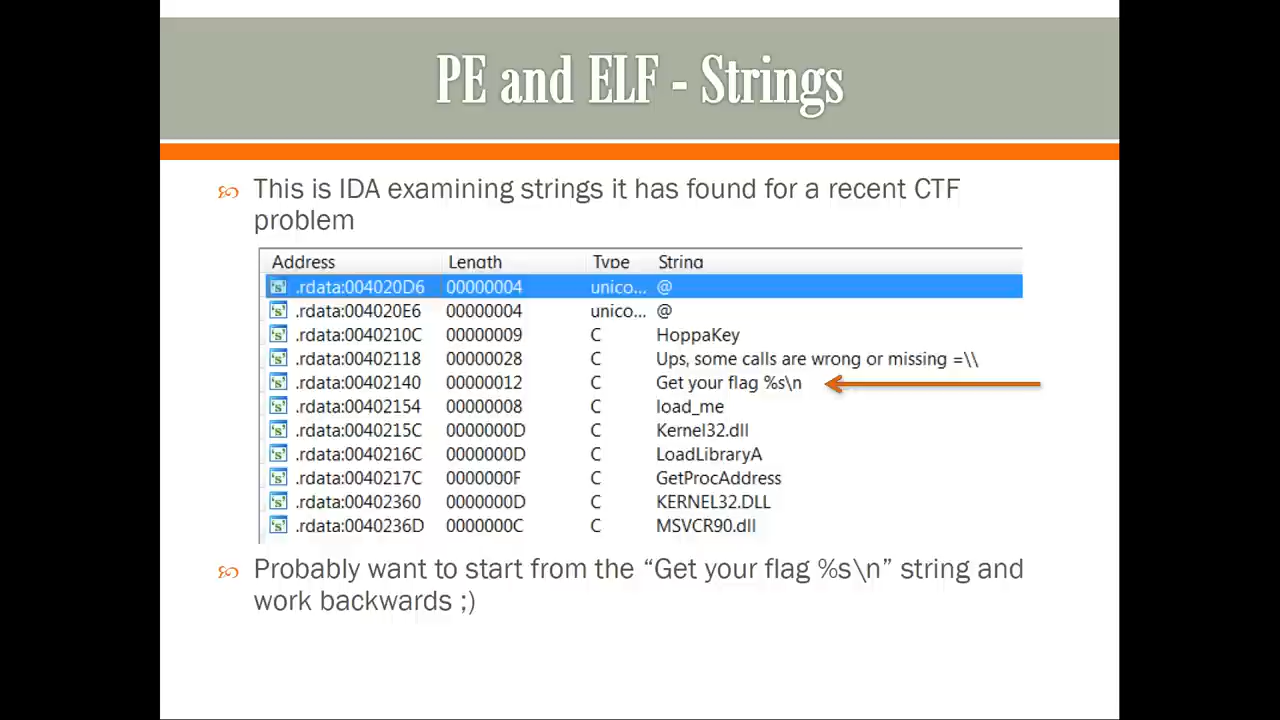 PE and ELF - Strings
This is IDA examining strings it has found for a recent CTF
problem
Address Length Type String
.rdata:004020D6 00000004 unico... @
.rdata:004020E6 00000004 unico... @
.rdata:0040210C 00000009 C HoppaKey
.rdata:00402118 00000028 C Ups, some calls are wrong or missing =\\
.rdata:00402140 00000012 C Get your flag %s\n
.rdata:00402154 00000008 C load_me
.rdata:0040215C 0000000D C Kernel32.dll
.rdata:0040216C 0000000D C LoadLibraryA
.rdata:0040217C 0000000F C GetProcAddress
.rdata:00402360 0000000D C KERNEL32.DLL
.rdata:0040236D 0000000C C MSVCR90.dll
Probably want to start from the “Get your flag %s\n” string and
work backwards ;)